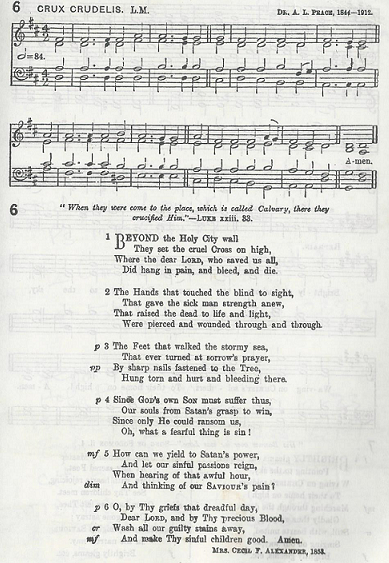 6 CRUX CRUDELIS. L.M. DR. A. L. PEACE, 1844—1912.
=84.
A-men.
6
"When they were come to the place, which is called Calvary, there they
crucified Him."—LUKE xxiii. 33.
1 BEYOND the Holy City wall
They set the cruel Cross on high,
Where the dear LORD, who saved us all,
Did hang in pain, and bleed, and die.
2 The Hands that touched the blind to sight,
That gave the sick man strength anew,
That raised the dead to life and light,
Were pierced and wounded through and through.
p 3 The Feet that walked the stormy sea,
That ever turned at sorrow's prayer,
pp By sharp nails fastened to the Tree,
Hung torn and hurt and bleeding there.
p 4 Since GOD'S own SON must suffer thus,
Our souls from Satan's grasp to win,
Since only He could ransom us,
Oh, what a fearful thing is sin!
mf 5 How can we yield to Satan's power,
And let our sinful passions reign,
When hearing of that awful hour,
dim And thinking of our SAVIOUR'S pain?
p 6 O, by Thy griefs that dreadful day,
Dear LORD, and by Thy precious Blood,
cr Wash all our guilty stains away,
mf And make Thy sinful children good. Amen.
MRS. CECIL F. ALEXANDER, 1858.